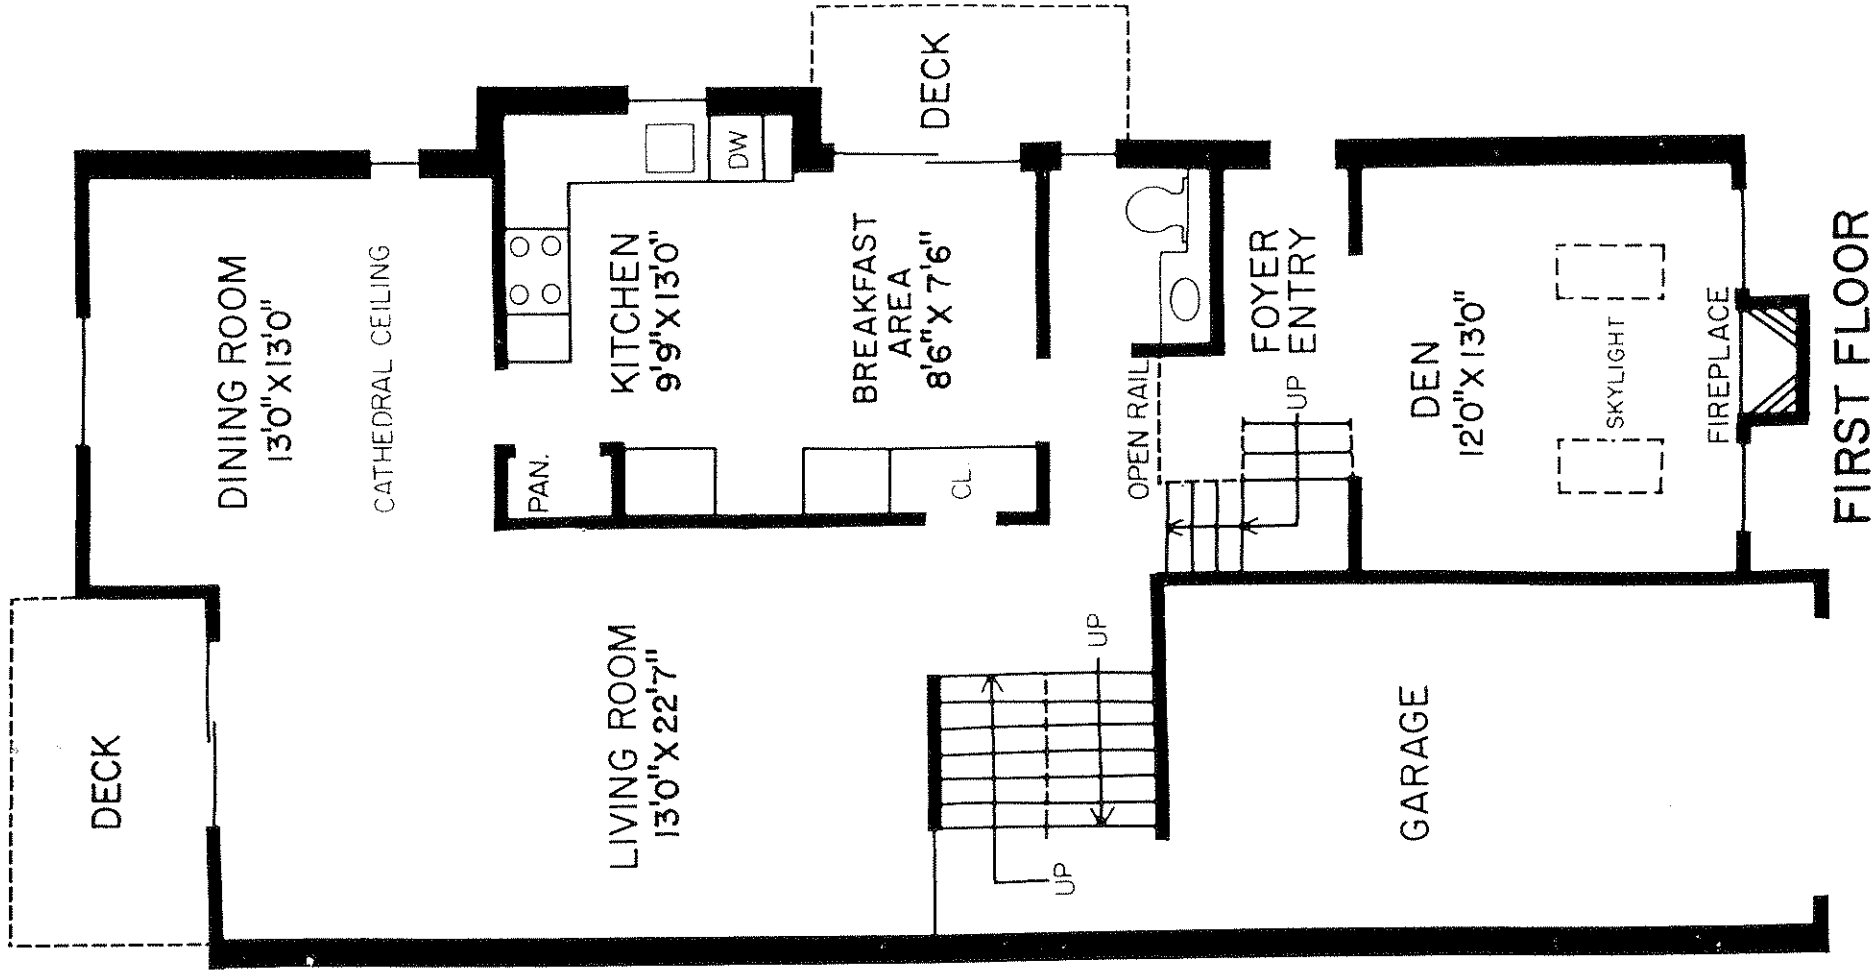 DECK
DINING ROOM
13'0" X 13'0"
CATHEDRAL CEILING
PAN.
KITCHEN
9'9" X 13'0"
DW
DECK
BREAKFAST
AREA
8'6" X 7'6"
CL.
LIVING ROOM
13'0" X 22'7"
UP
UP
OPEN RAIL
FOYER
ENTRY
UP
DEN
12'0" X 13'0"
SKYLIGHT
FIREPLACE
GARAGE
FIRST FLOOR